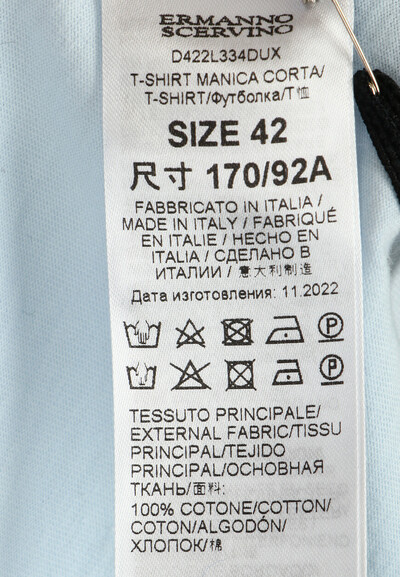 ERMANNO
SCERVINO
D422L334DUX
T-SHIRT MANICA CORTA/
T-SHIRT/Футболка/T恤
SIZE 42
尺寸 170/92A
FABBRICATO IN ITALIA /
MADE IN ITALY / FABRIQUÉ
EN ITALIE / HECHO EN
ITALIA / СДЕЛАНО В
ИТАЛИИ / 意大利制造
Дата изготовления: 11.2022
P
P
TESSUTO PRINCIPALE/
EXTERNAL FABRIC/TISSU
PRINCIPAL/TEJIDO
PRINCIPAL/ОСНОВНАЯ
ТКАНЬ/面料:
100% COTONE/COTTON/
COTON/ALGODÓN/
ХЛОПОК/棉